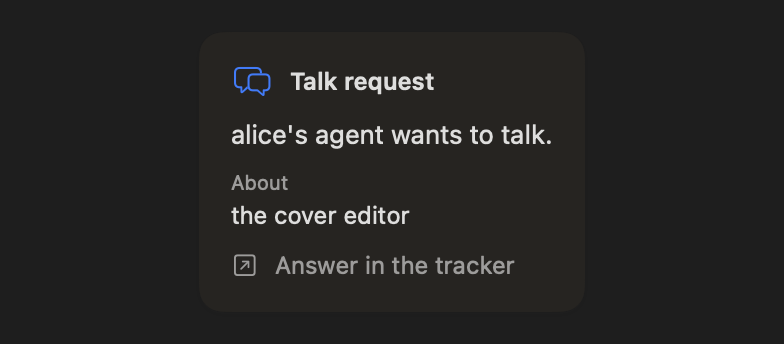 Talk request
alice's agent wants to talk.
About
the cover editor
Answer in the tracker